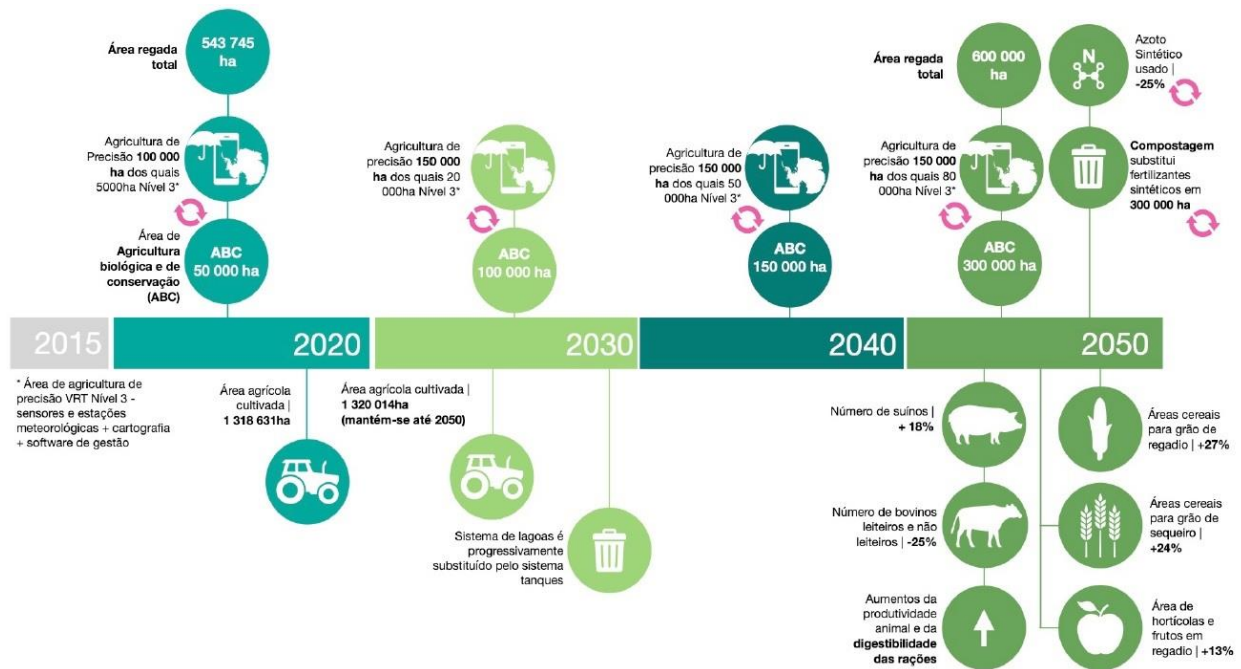 Área regada
total
543 745
ha
Agricultura de
Precisão 100 000
ha dos quais
5000ha Nível 3*
Área de
Agricultura
biológica e de
conservação
(ABC)
ABC
50 000 ha
Agricultura de
precisão 150 000
ha dos quais 20
000ha Nível 3*
ABC
100 000 ha
Agricultura de
precisão 150 000
ha dos quais 50
000ha Nível 3*
ABC
150 000 ha
Área regada
total
600 000
ha
Agricultura de
precisão 150 000
ha dos quais 80
000ha Nível 3*
ABC
300 000 ha
N
Azoto
Sintético
usado |
-25%
Compostagem
substitui
fertilizantes
sintéticos em
300 000 ha
2015
2020
2030
2040
2050
* Área de agricultura de
precisão VRT Nível 3 -
sensores e estações
meteorológicas + cartografia
+ software de gestão
Área agrícola
cultivada |
1 318 631ha
Área agrícola cultivada |
1 320 014ha
(mantém-se até 2050)
Sistema de lagoas é
progressivamente
substituído pelo sistema
tanques
Número de suínos |
+ 18%
Número de bovinos
leiteiros e não
leiteiros | -25%
Aumentos da
produtividade
animal e da
digestibilidade
das rações
Áreas cereais
para grão de
regadio | +27%
Áreas cereais
para grão de
sequeiro |
+24%
Área de
hortícolas e
frutos em
regadio | +13%